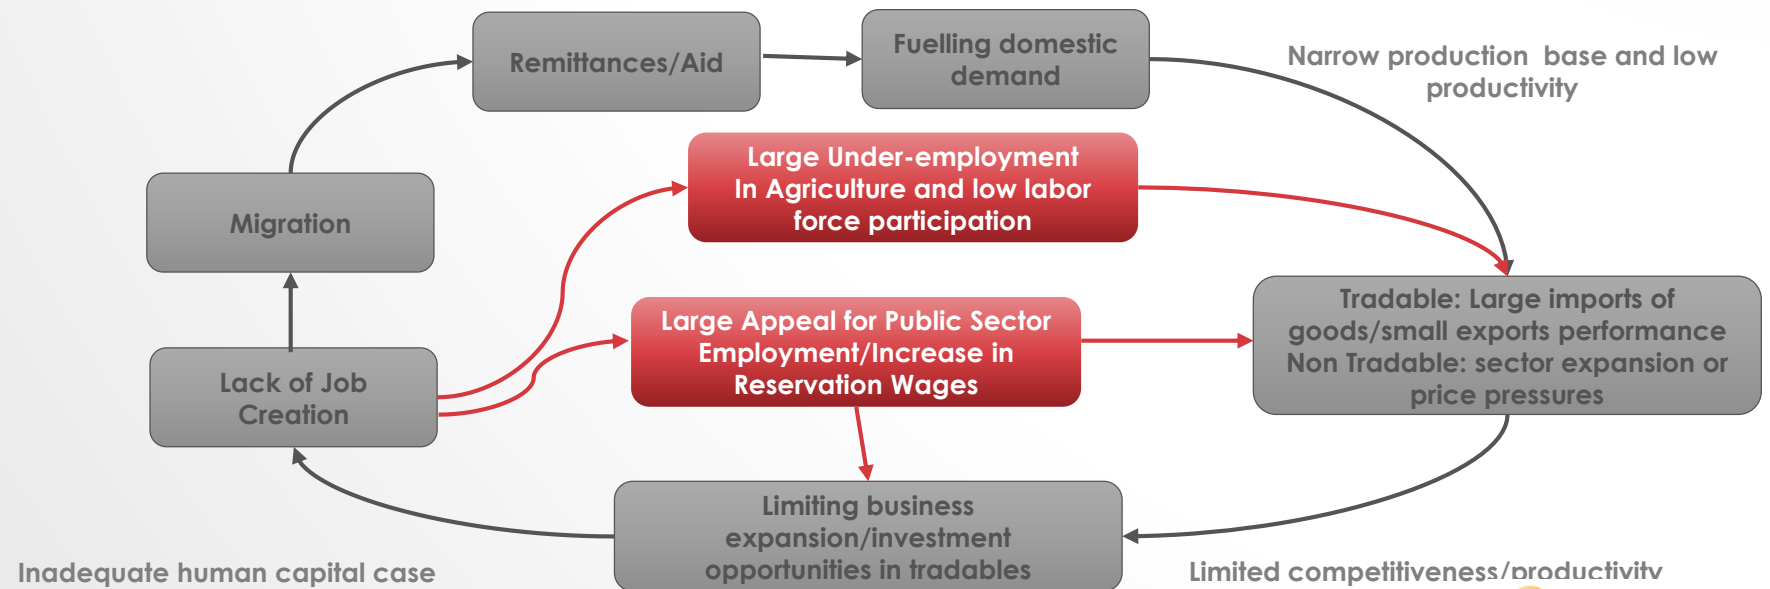 Remittances/Aid
Fuelling domestic
demand
Narrow production base and low
productivity
Large Under-employment
In Agriculture and low labor
force participation
Migration
Large Appeal for Public Sector
Employment/Increase in
Reservation Wages
Tradable: Large imports of
goods/small exports performance
Non Tradable: sector expansion or
price pressures
Lack of Job
Creation
Limiting business
expansion/investment
opportunities in tradables
Inadequate human capital case
Limited competitiveness/productivity